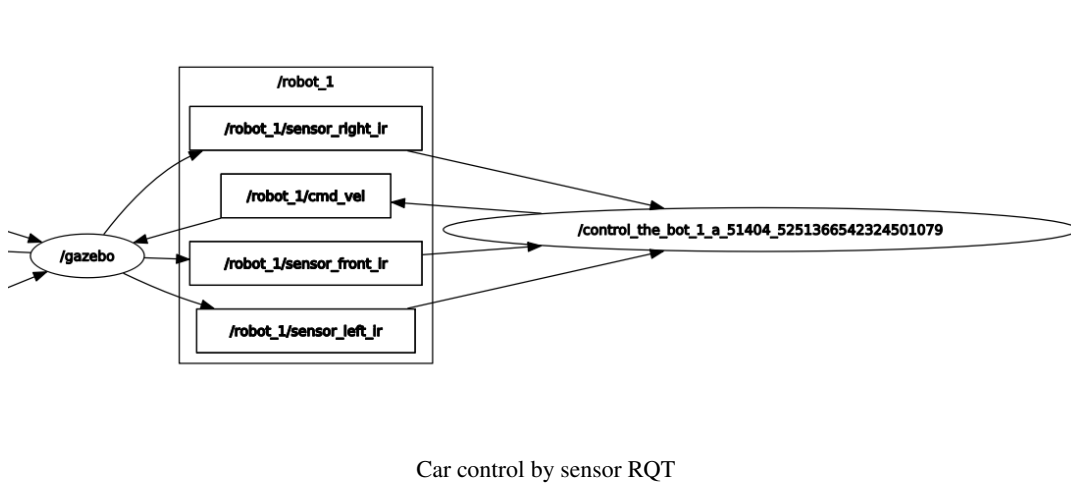 /robot_1
/robot_1/sensor_right_ir
/robot_1/cmd_vel
/control_the_bot_1_a_51404_5251366542324501079
/gazebo
/robot_1/sensor_front_ir
/robot_1/sensor_left_ir
Car control by sensor RQT